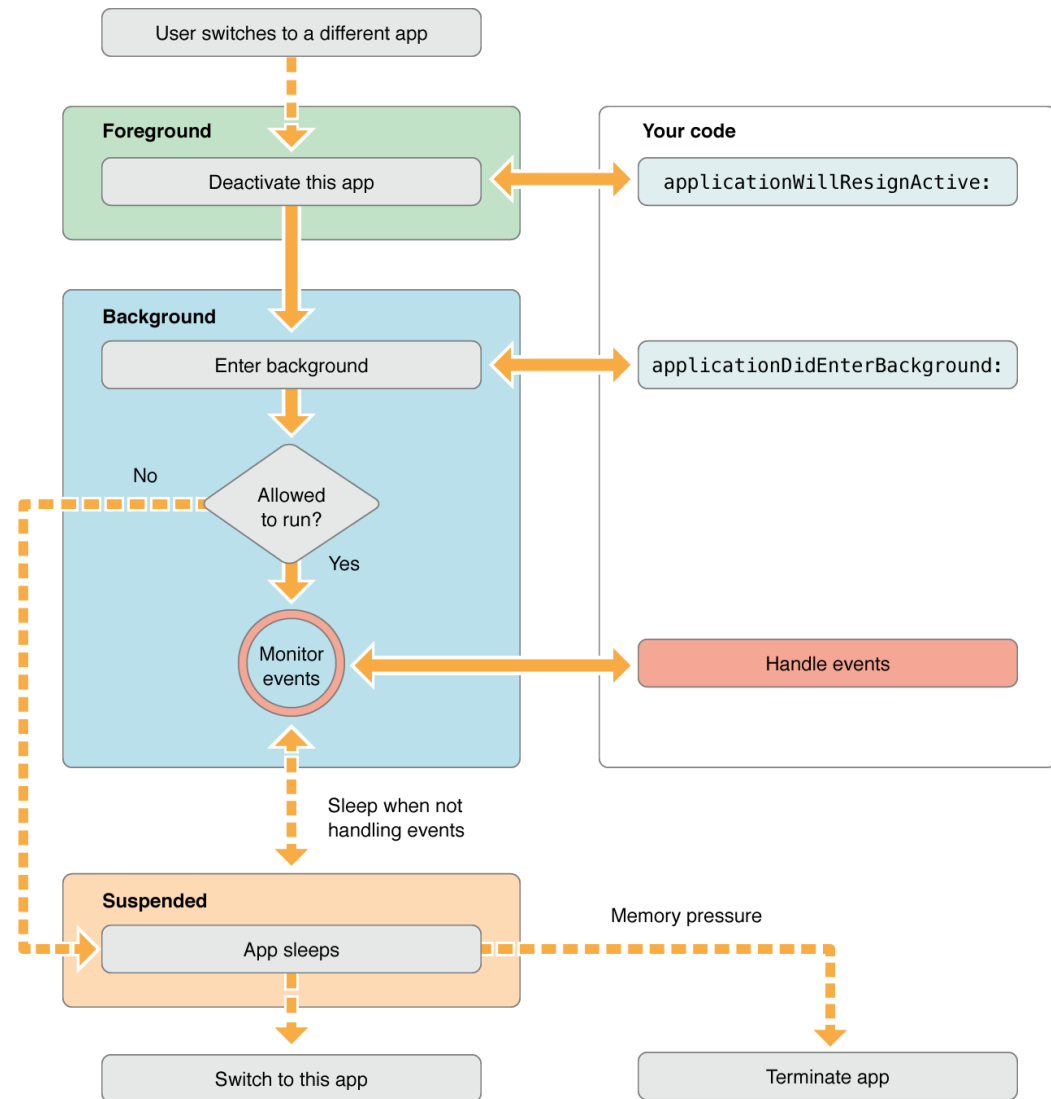 User switches to a different app
Foreground
Your code
Deactivate this app
applicationWillResignActive:
Background
Enter background
applicationDidEnterBackground:
No
Allowed
to run?
Yes
Monitor
events
Handle events
Sleep when not
handling events
Suspended
Memory pressure
App sleeps
Switch to this app
Terminate app